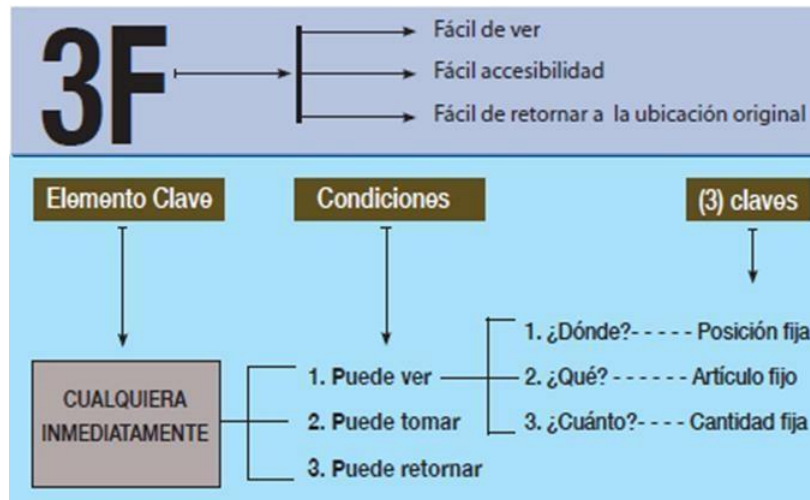 3F
Fácil de ver
Fácil accesibilidad
Fácil de retornar a la ubicación original
Elemento Clave
Condiciones
(3) claves
CUALQUIERA
INMEDIATAMENTE
1. Puede ver
2. Puede tomar
3. Puede retornar
1. ¿Dónde?- - - - - Posición fija
2. ¿Qué? - - - - - - Artículo fijo
3. ¿Cuánto?- - - - Cantidad fija